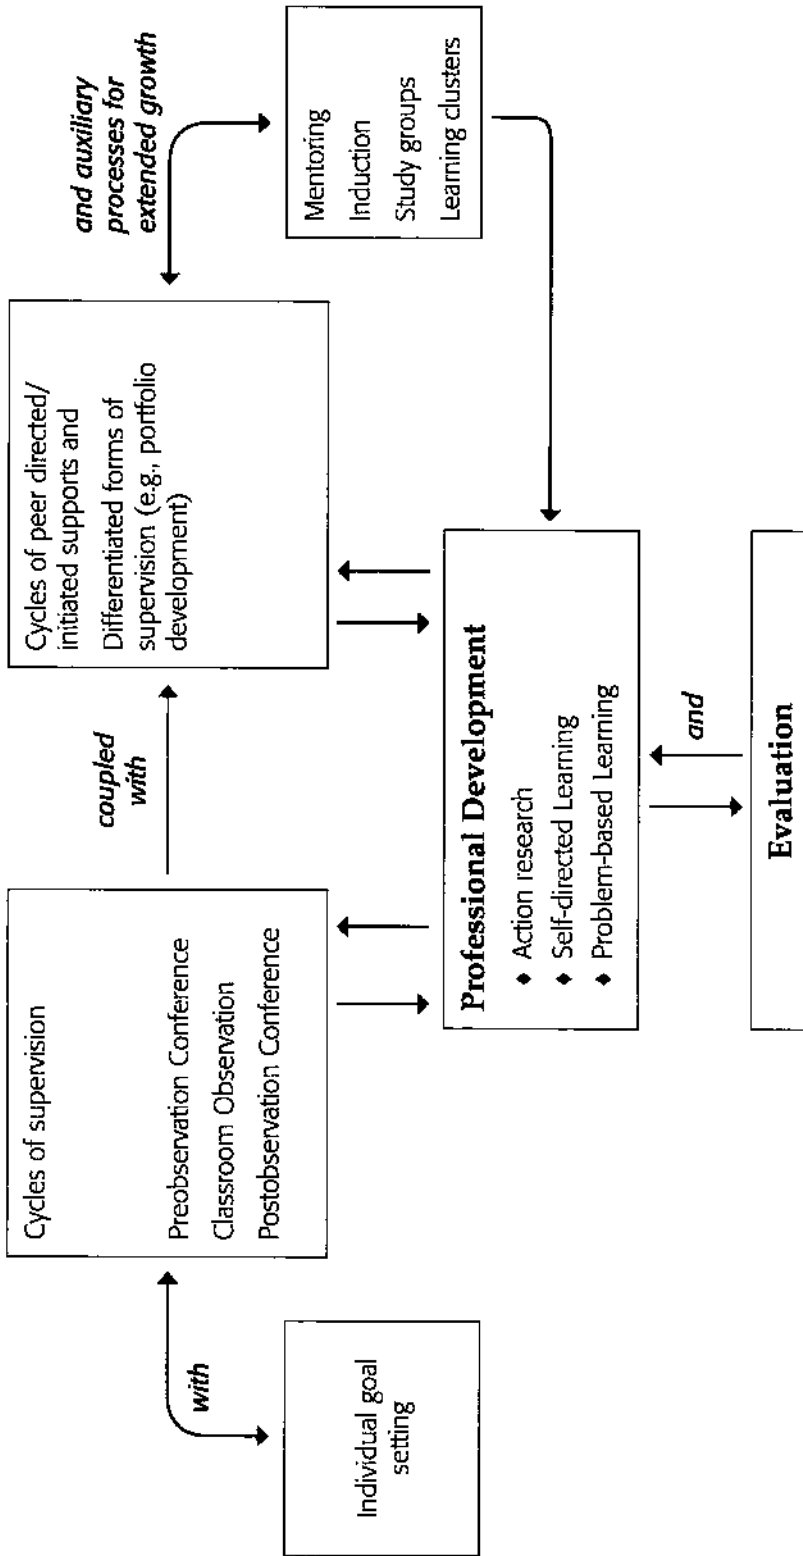 Individual goal
setting
with
Cycles of supervision
Preobservation Conference
Classroom Observation
Postobservation Conference
coupled
with
Cycles of peer directed/
initiated supports and
Differentiated forms of
supervision (e.g., portfolio
development)
and auxiliary
processes for
extended growth
Mentoring
Induction
Study groups
Learning clusters
Professional Development
♦ Action research
♦ Self-directed Learning
♦ Problem-based Learning
and
Evaluation